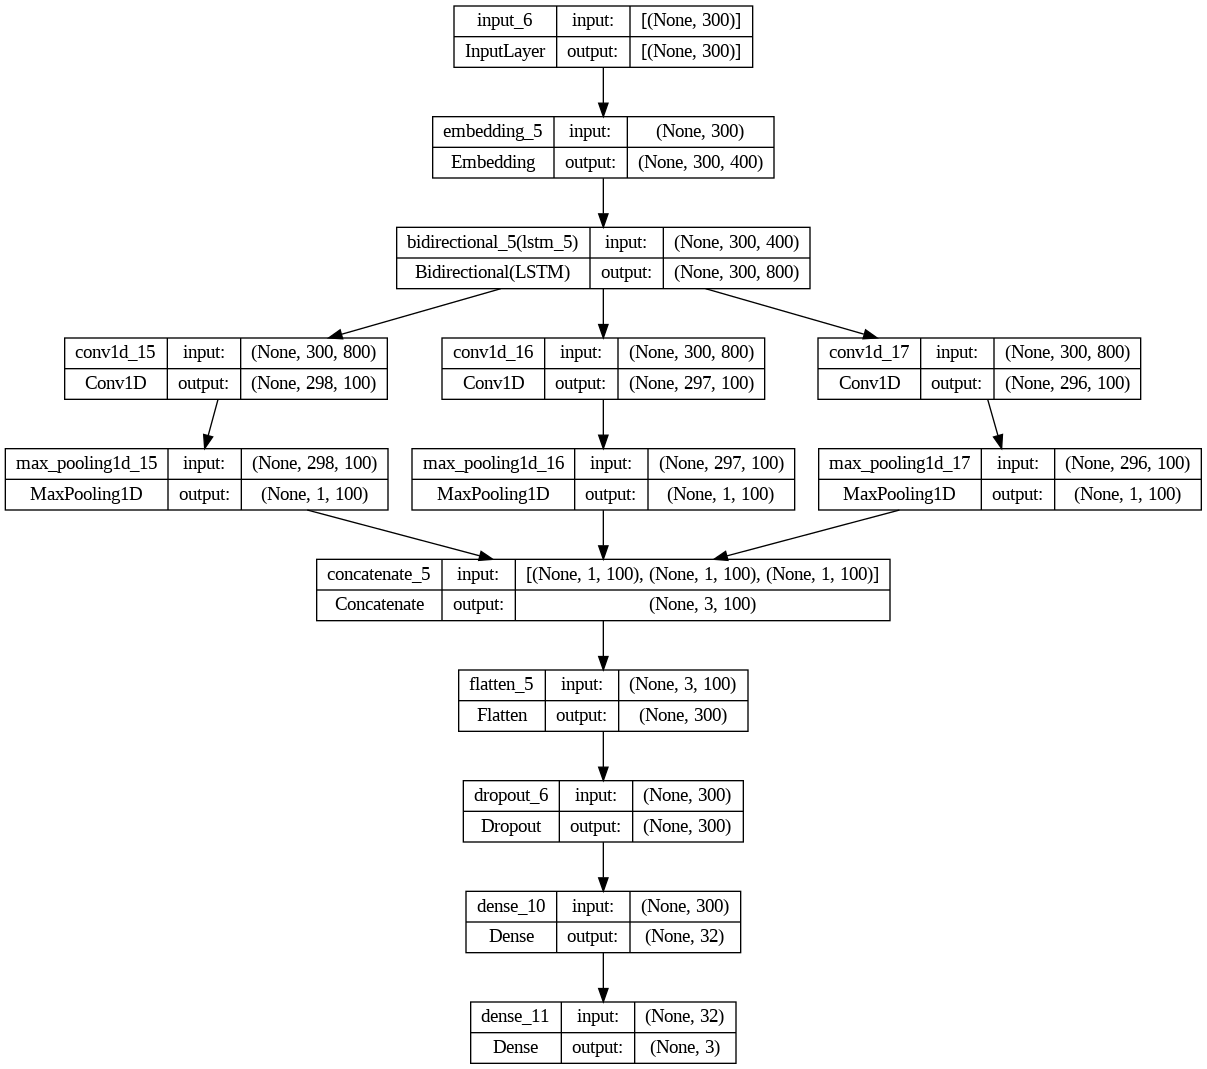 input_6 input: [(None, 300)]
InputLayer output: [(None, 300)]
embedding_5 input: (None, 300)
Embedding output: (None, 300, 400)
bidirectional_5(lstm_5) input: (None, 300, 400)
Bidirectional(LSTM) output: (None, 300, 800)
conv1d_15 input: (None, 300, 800)
Conv1D output: (None, 298, 100)
conv1d_16 input: (None, 300, 800)
Conv1D output: (None, 297, 100)
conv1d_17 input: (None, 300, 800)
Conv1D output: (None, 296, 100)
max_pooling1d_15 input: (None, 298, 100)
MaxPooling1D output: (None, 1, 100)
max_pooling1d_16 input: (None, 297, 100)
MaxPooling1D output: (None, 1, 100)
max_pooling1d_17 input: (None, 296, 100)
MaxPooling1D output: (None, 1, 100)
concatenate_5 input: [(None, 1, 100), (None, 1, 100), (None, 1, 100)]
Concatenate output: (None, 3, 100)
flatten_5 input: (None, 3, 100)
Flatten output: (None, 300)
dropout_6 input: (None, 300)
Dropout output: (None, 300)
dense_10 input: (None, 300)
Dense output: (None, 32)
dense_11 input: (None, 32)
Dense output: (None, 3)